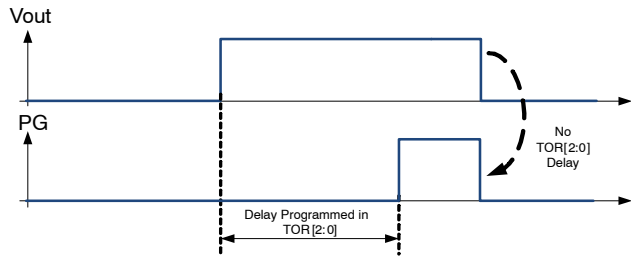 Vout
PG
No
TOR[2:0]
Delay
Delay Programmed in
TOR[2:0]